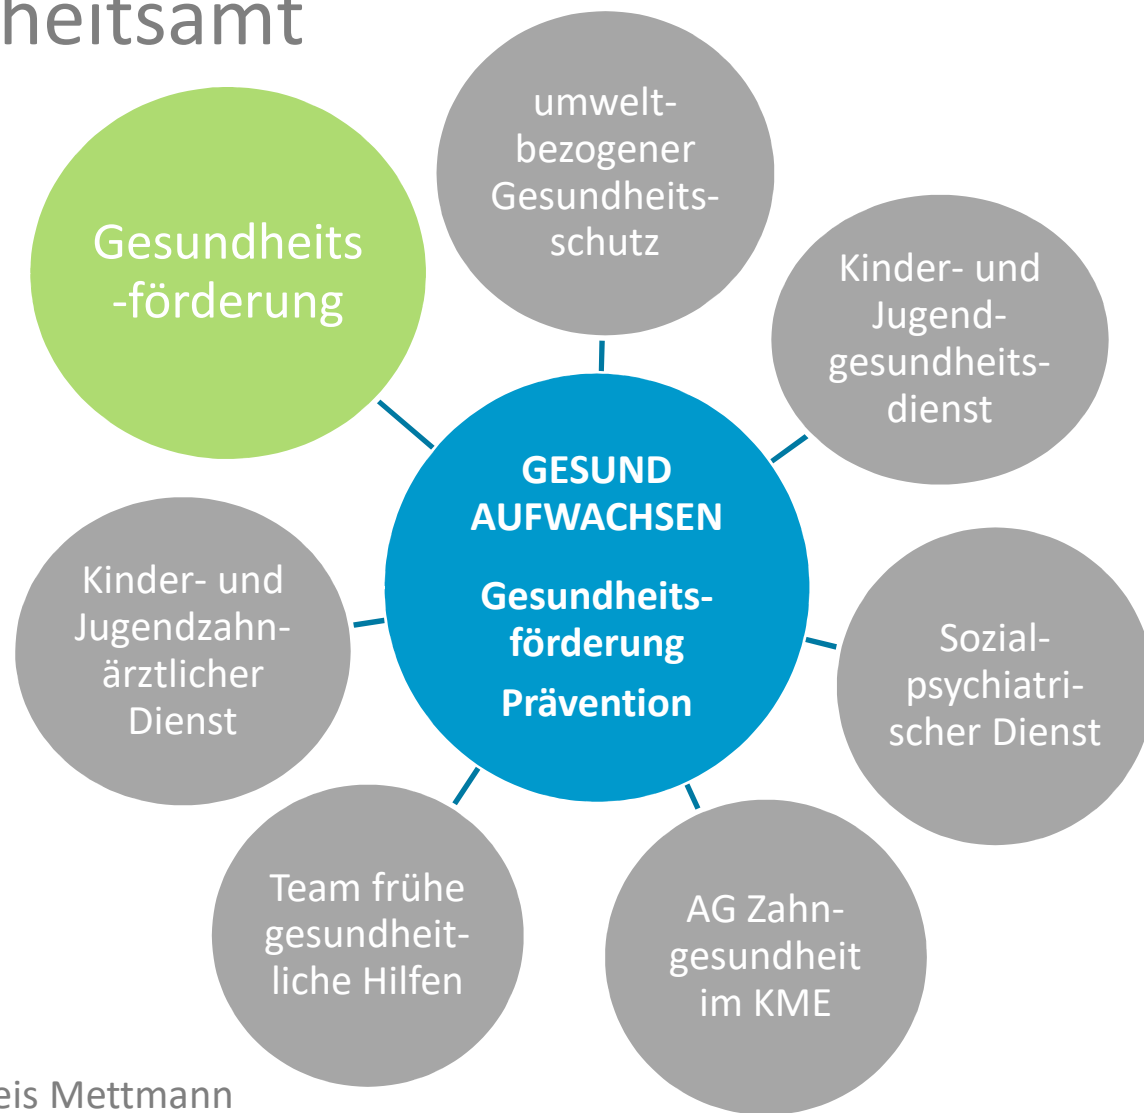 heitsamt
umwelt-
bezogener
Gesundheits-
schutz
Gesundheits
-förderung
Kinder- und
Jugend-
gesundheits-
dienst
GESUND
AUFWACHSEN
Gesundheits-
förderung
Prävention
Kinder- und
Jugendzahn-
ärztlicher
Dienst
Sozial-
psychiatri-
scher Dienst
Team frühe
gesundheit-
liche Hilfen
AG Zahn-
gesundheit
im KME
eis Mettmann